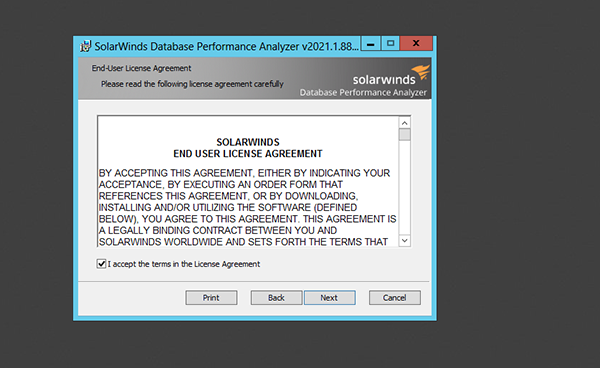 SolarWinds Database Performance Analyzer v2021.1.88...
End-User License Agreement
Please read the following license agreement carefully
solarwinds
Database Performance Analyzer
SOLARWINDS
END USER LICENSE AGREEMENT
BY ACCEPTING THIS AGREEMENT, EITHER BY INDICATING YOUR
ACCEPTANCE, BY EXECUTING AN ORDER FORM THAT
REFERENCES THIS AGREEMENT, OR BY DOWNLOADING,
INSTALLING AND/OR UTILIZING THE SOFTWARE (DEFINED
BELOW), YOU AGREE TO THIS AGREEMENT. THIS AGREEMENT IS
A LEGALLY BINDING CONTRACT BETWEEN YOU AND
SOLARWINDS WORLDWIDE AND SETS FORTH THE TERMS THAT
I accept the terms in the License Agreement
Print Back Next Cancel